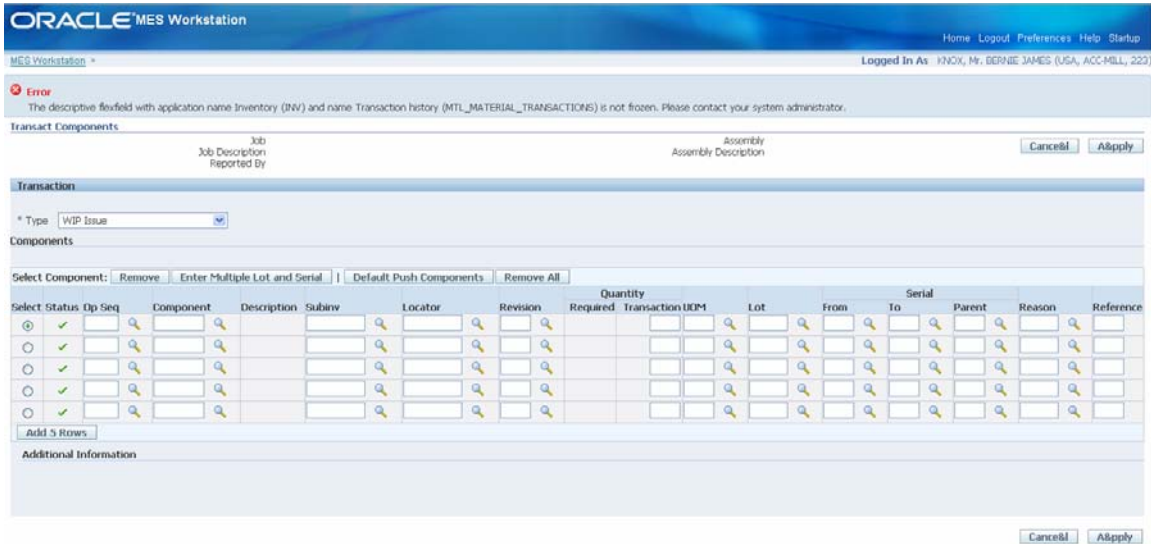 ORACLE MES Workstation
Home Logout Preferences Help Startup
MES Workstation >
Logged In As KNOX, Mr. BERNIE JAMES (USA, ACC-MILL, 223)
Error
The descriptive flexfield with application name Inventory (INV) and name Transaction history (MTL_MATERIAL_TRANSACTIONS) is not frozen. Please contact your system administrator.
Transact Components
Job Assembly
Job Description Assembly Description
Reported By
Cance&l A&pply
Transaction
* Type WIP Issue
Components
Select Component: Remove Enter Multiple Lot and Serial | Default Push Components Remove All
Quantity Serial
Select Status Op Seq Component Description Subinv Locator Revision Required Transaction UOM Lot From To Parent Reason Reference
Add 5 Rows
Additional Information
Cance&l A&pply